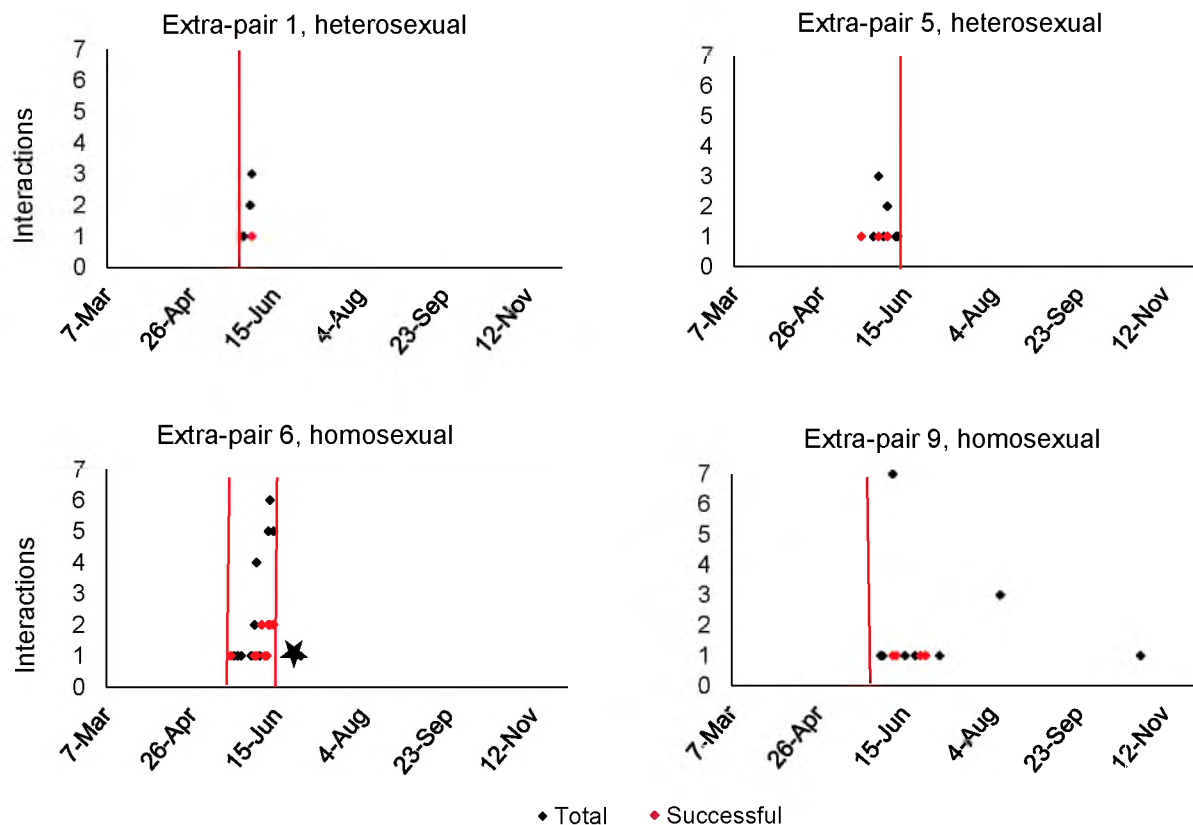 Extra-pair 1, heterosexual
Interactions
7
6
5
4
3
2
1
0
7-Mar
26-Apr
15-Jun
4-Aug
23-Sep
12-Nov
Extra-pair 5, heterosexual
7
6
5
4
3
2
1
0
7-Mar
26-Apr
15-Jun
4-Aug
23-Sep
12-Nov
Extra-pair 6, homosexual
Interactions
7
6
5
4
3
2
1
0
7-Mar
26-Apr
15-Jun
4-Aug
23-Sep
12-Nov
Extra-pair 9, homosexual
7
6
5
4
3
2
1
0
7-Mar
26-Apr
15-Jun
4-Aug
23-Sep
12-Nov
Total Successful